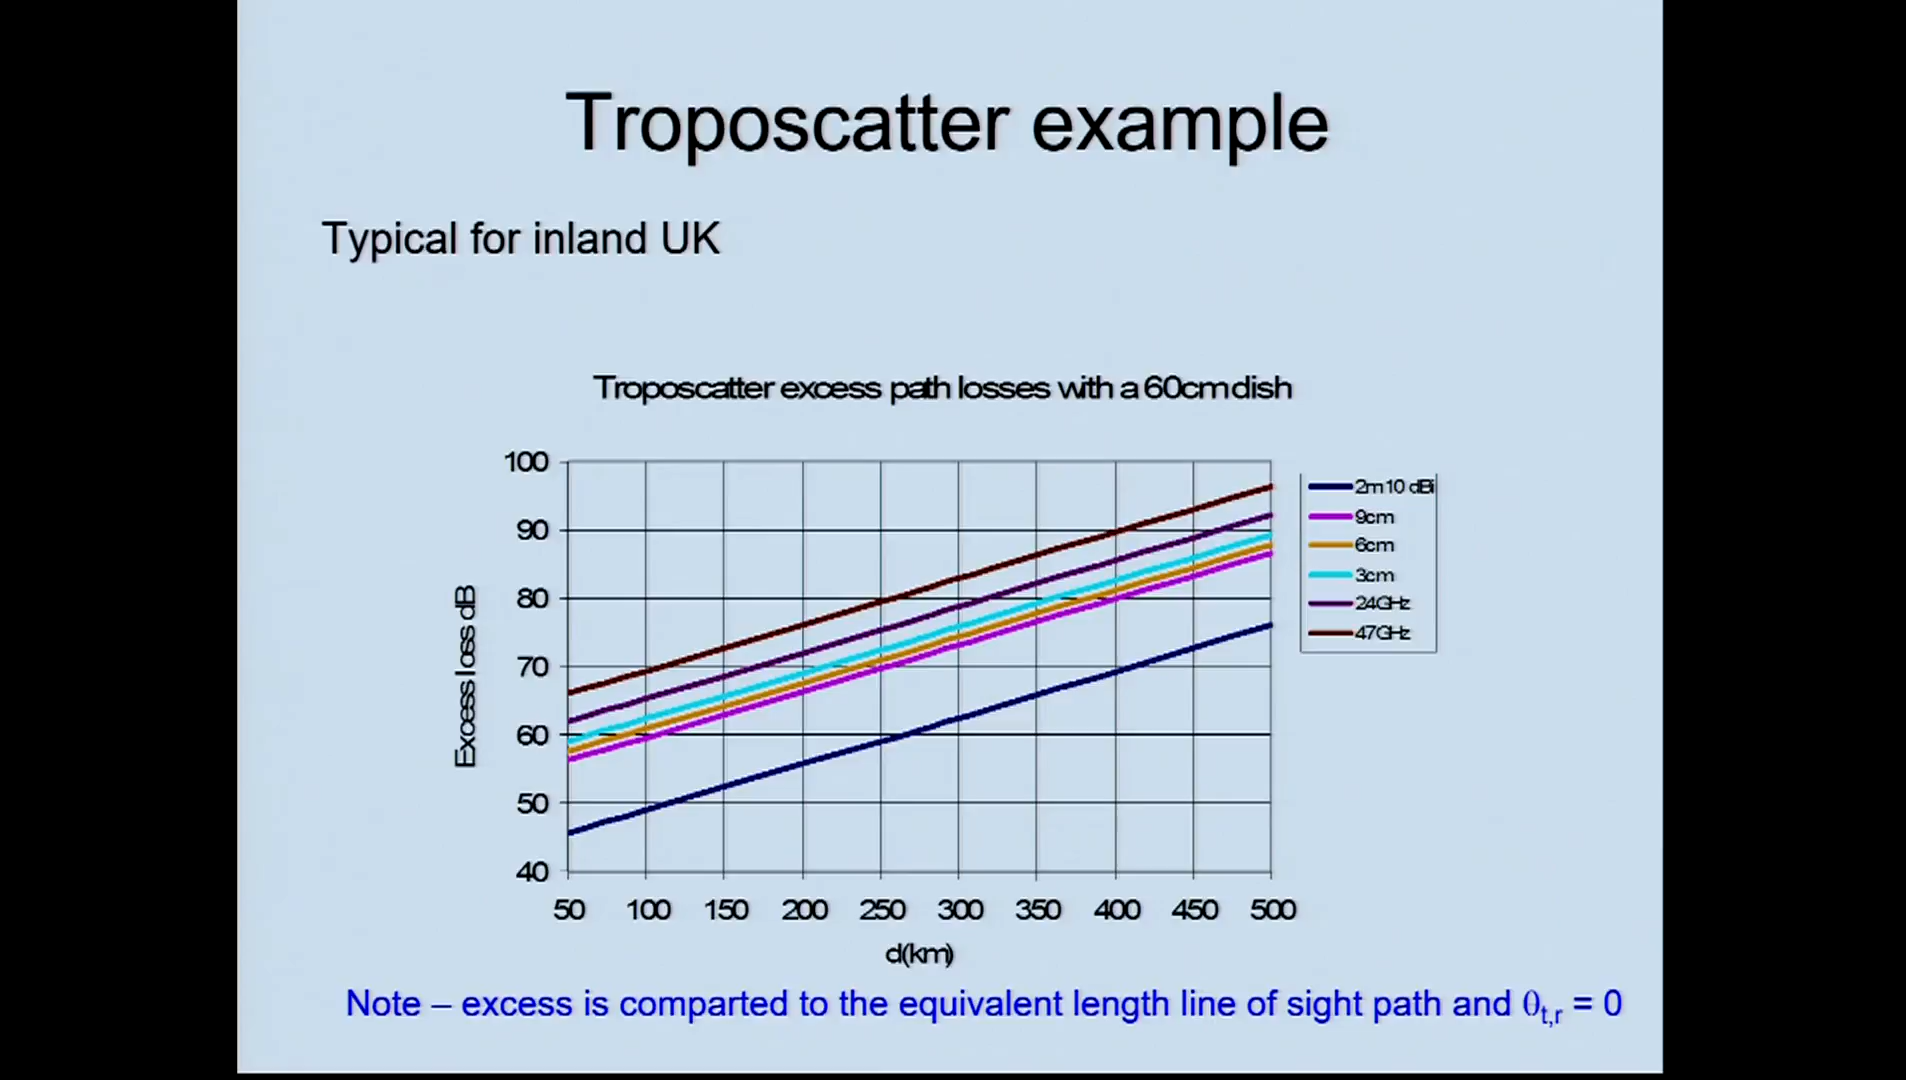 Troposcatter example
Typical for inland UK
Troposcatter excess path losses with a 60cm dish
100
90
80
70
60
50
40
Excess loss dB
50 100 150 200 250 300 350 400 450 500
d(km)
2m 10 dBi
9cm
6cm
3cm
24GHz
47GHz
Note – excess is comparted to the equivalent length line of sight path and θt,r = 0